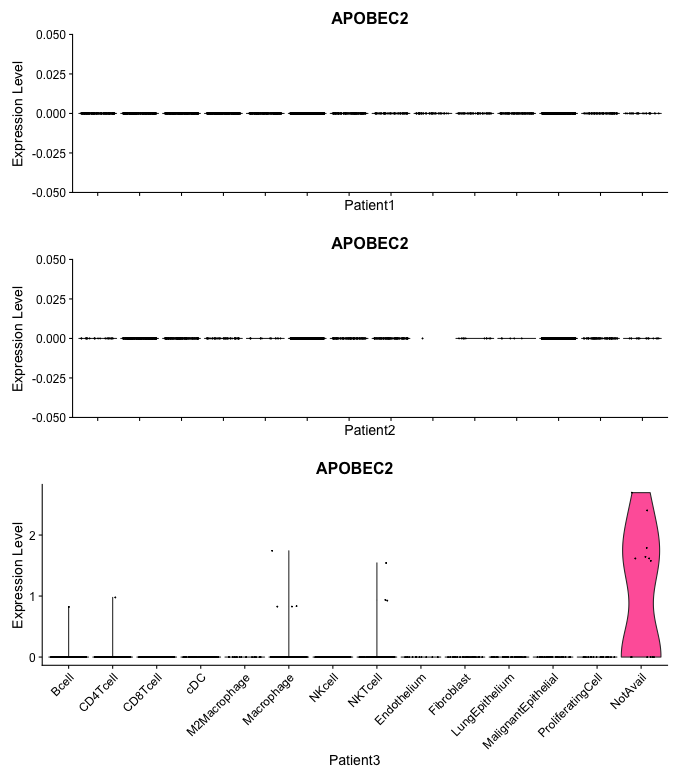 APOBEC2
Expression Level
0.050
0.025
0.000
-0.025
-0.050
Patient1
APOBEC2
Expression Level
0.050
0.025
0.000
-0.025
-0.050
Patient2
APOBEC2
Expression Level
2
1
0
Bcell
CD4Tcell
CD8Tcell
cDC
M2Macrophage
Macrophage
NKcell
NKTcell
Endothelium
Fibroblast
LungEpithelium
MalignantEpithelial
ProliferatingCell
NotAvail
Patient3